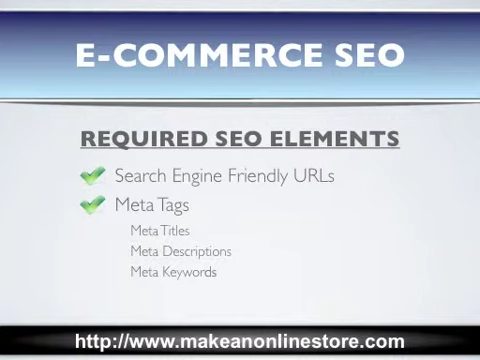 E-COMMERCE SEO
REQUIRED SEO ELEMENTS
Search Engine Friendly URLs
Meta Tags
Meta Titles
Meta Descriptions
Meta Keywords
http://www.makeanonlinestore.com